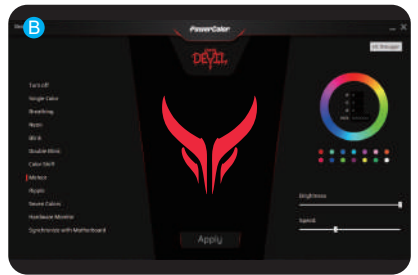 B
PowerColor
DEVIL
Turn off
Single Color
Breathing
Neon
Blink
Double Blink
Color Shift
Meteor
Ripple
Seven Colors
Hardware Monitor
Synchronize with Motherboard
Brightness
Speed
Apply